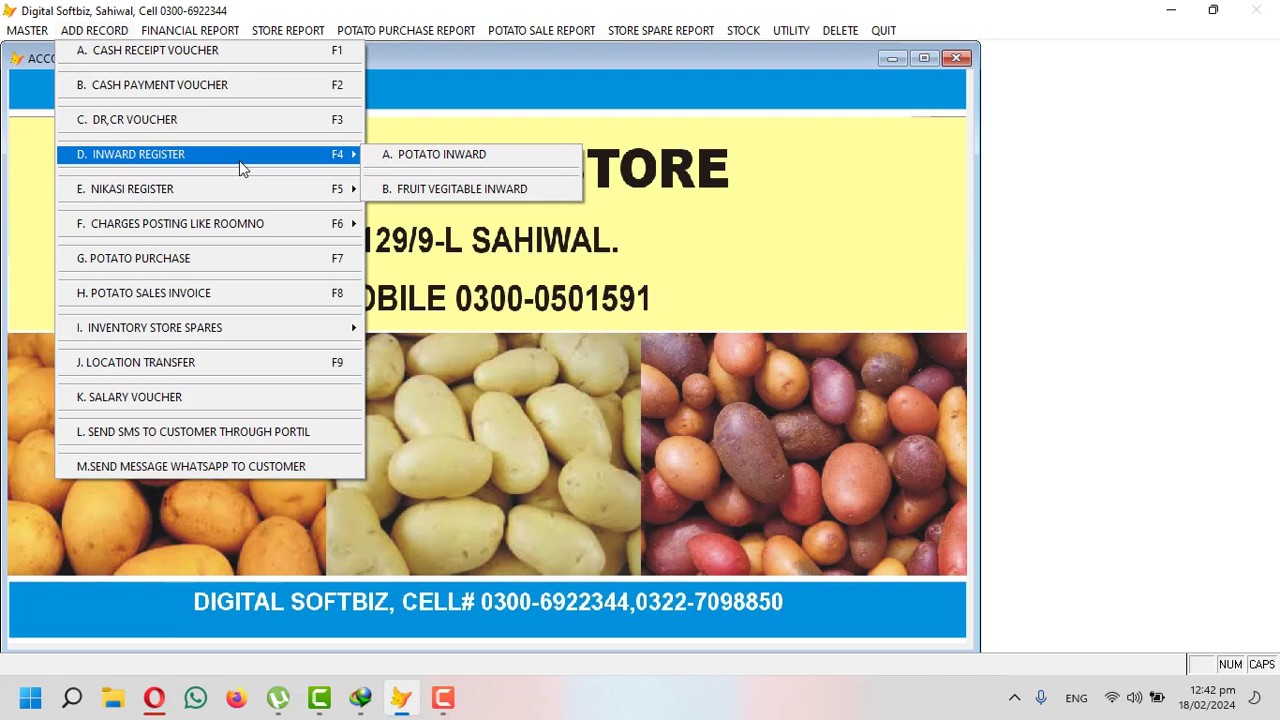 Digital Softbiz, Sahiwal, Cell 03006922344
MASTER ADD RECORD FINANCIAL REPORT STORE REPORT POTATO PURCHASE REPORT POTATO SALE REPORT STORE SPARE REPORT STOCK UTILITY DELETE QUIT
ACCO
A. CASH RECEIPT VOUCHER F1
B. CASH PAYMENT VOUCHER F2
C. DR,CR VOUCHER F3
D. INWARD REGISTER F4
E. NIKASI REGISTER F5
F. CHARGES POSTING LIKE ROOMNO F6
G. POTATO PURCHASE F7
H. POTATO SALES INVOICE F8
I. INVENTORY STORE SPARES
J. LOCATION TRANSFER F9
K. SALARY VOUCHER
L. SEND SMS TO CUSTOMER THROUGH PORTIL
M.SEND MESSAGE WHATSAPP TO CUSTOMER
A. POTATO INWARD
B. FRUIT VEGITABLE INWARD
TORE
129/9-L SAHIWAL.
OBILE 0300-0501591
DIGITAL SOFTBIZ, CELL# 0300-6922344,0322-7098850
NUM CAPS
ENG 12:42 pm
18/02/2024